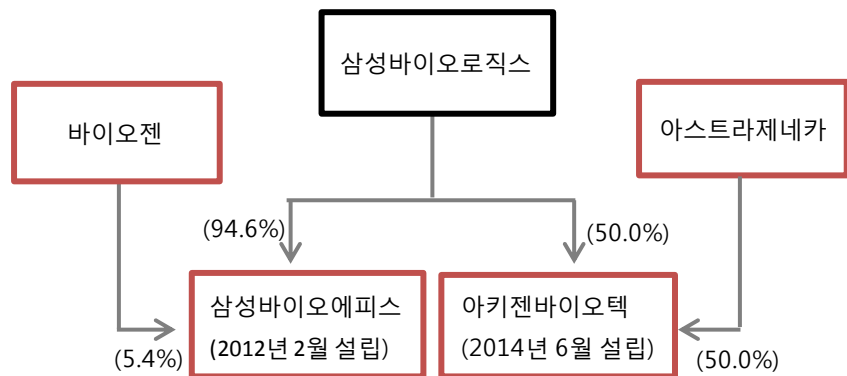 삼성바이오로직스
바이오젠
아스트라제네카
(94.6%)
(50.0%)
삼성바이오에피스
(2012년 2월 설립)
아키젠바이오텍
(2014년 6월 설립)
(5.4%)
(50.0%)